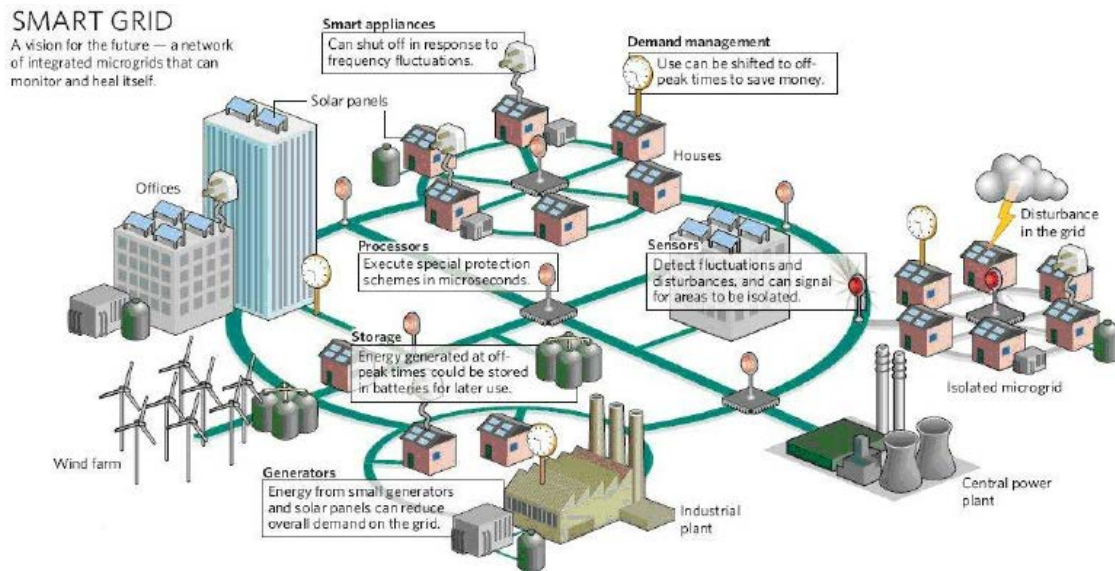 SMART GRID
A vision for the future — a network
of integrated microgrids that can
monitor and heal itself.
Smart appliances
Can shut off in response to
frequency fluctuations.
Demand management
Use can be shifted to off-
peak times to save money.
Solar panels
Houses
Offices
Disturbance
in the grid
Processors
Execute special protection
schemes in microseconds.
Sensors
Detect fluctuations and
disturbances, and can signal
for areas to be isolated.
Storage
Energy generated at off-
peak times could be stored
in batteries for later use.
Isolated microgrid
Wind farm
Generators
Energy from small generators
and solar panels can reduce
overall demand on the grid.
Industrial
plant
Central power
plant